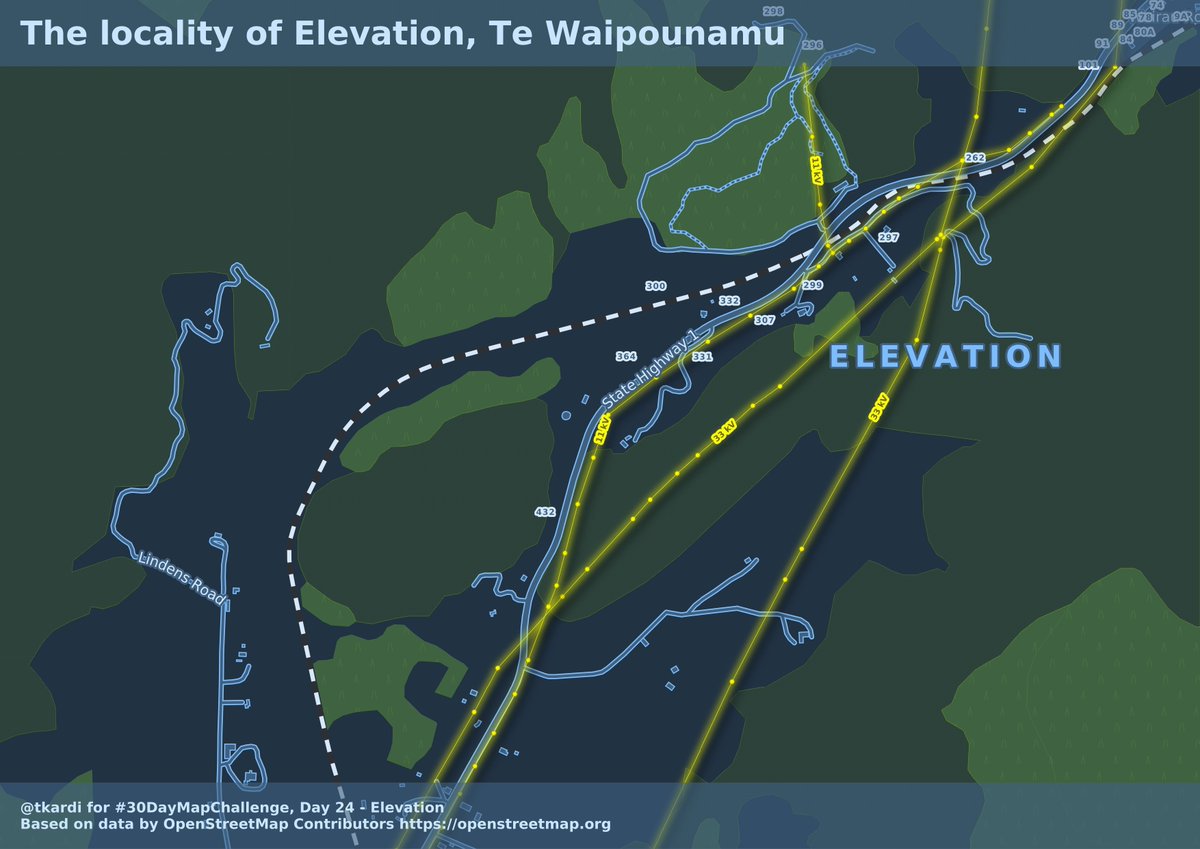 The locality of Elevation, Te Waipounamu
298
296
74
85
78
9A
89
80A
84
91
101
11 kV
262
297
300
299
332
307
State Highway 1
364
331
ELEVATION
33 kV
11 kV
33 kV
432
Lindens Road
@tkardi for #30DayMapChallenge, Day 24 - Elevation
Based on data by OpenStreetMap Contributors https://openstreetmap.org